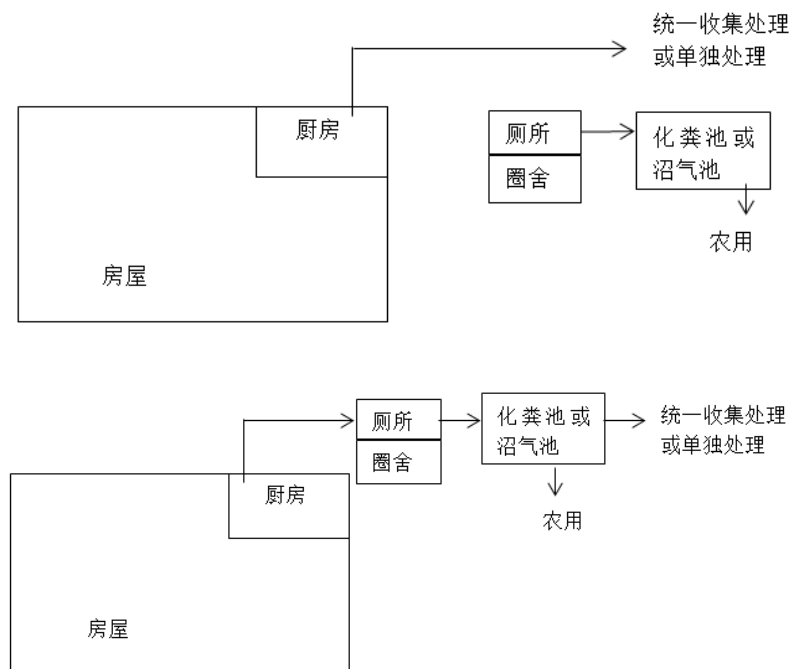 统一收集处理
或单独处理
厨房
厕所
圈舍
化粪池或
沼气池
农用
房屋
厕所
圈舍
化粪池或
沼气池
统一收集处理
或单独处理
厨房
农用
房屋